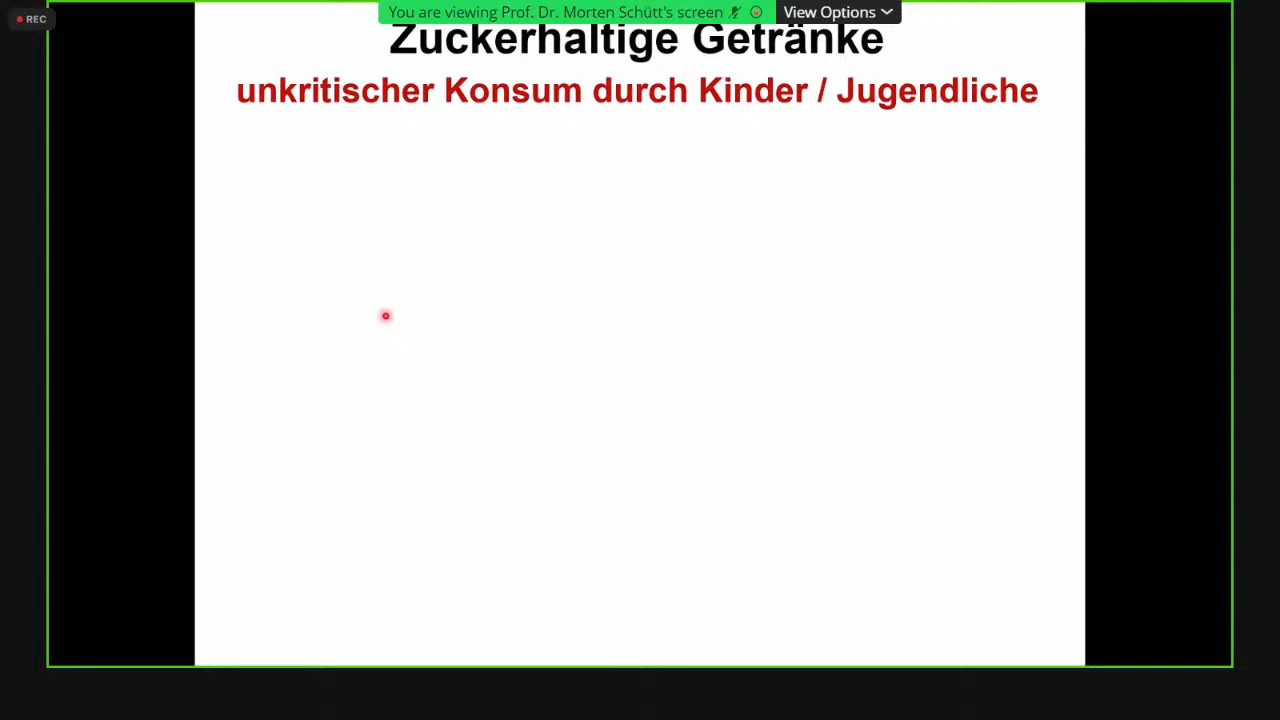 REC
You are viewing Prof. Dr. Morten Schütt's screen
View Options
Zuckerhaltige Getränke
unkritischer Konsum durch Kinder / Jugendliche